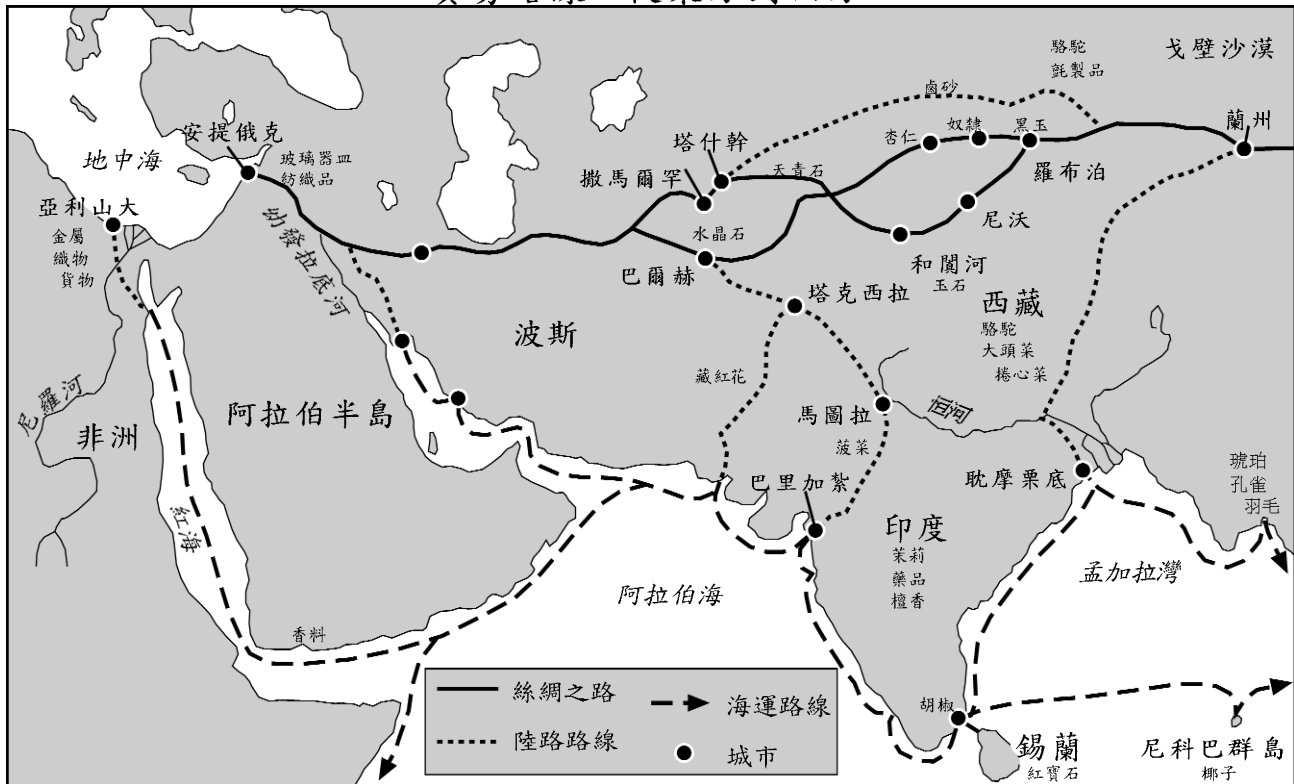 駱駝
氈製品
戈壁沙漠
鹵砂
蘭州
安提俄克
地中海
玻璃器皿
紡織品
塔什幹
杏仁
奴隸
黑玉
撒馬爾罕
天青石
羅布泊
亞利山大
金屬
織物
貨物
幼發拉底河
水晶石
尼沃
巴爾赫
和闐河
玉石
塔克西拉
西藏
駱駝
大頭菜
捲心菜
波斯
藏紅花
尼羅河
非洲
阿拉伯半島
馬圖拉
恒河
菠菜
巴里加紮
耽摩栗底
琥珀
孔雀
羽毛
紅海
印度
茉莉
藥品
檀香
阿拉伯海
孟加拉灣
香料
絲綢之路
海運路線
陸路路線
城市
胡椒
錫蘭
紅寶石
尼科巴群島
椰子